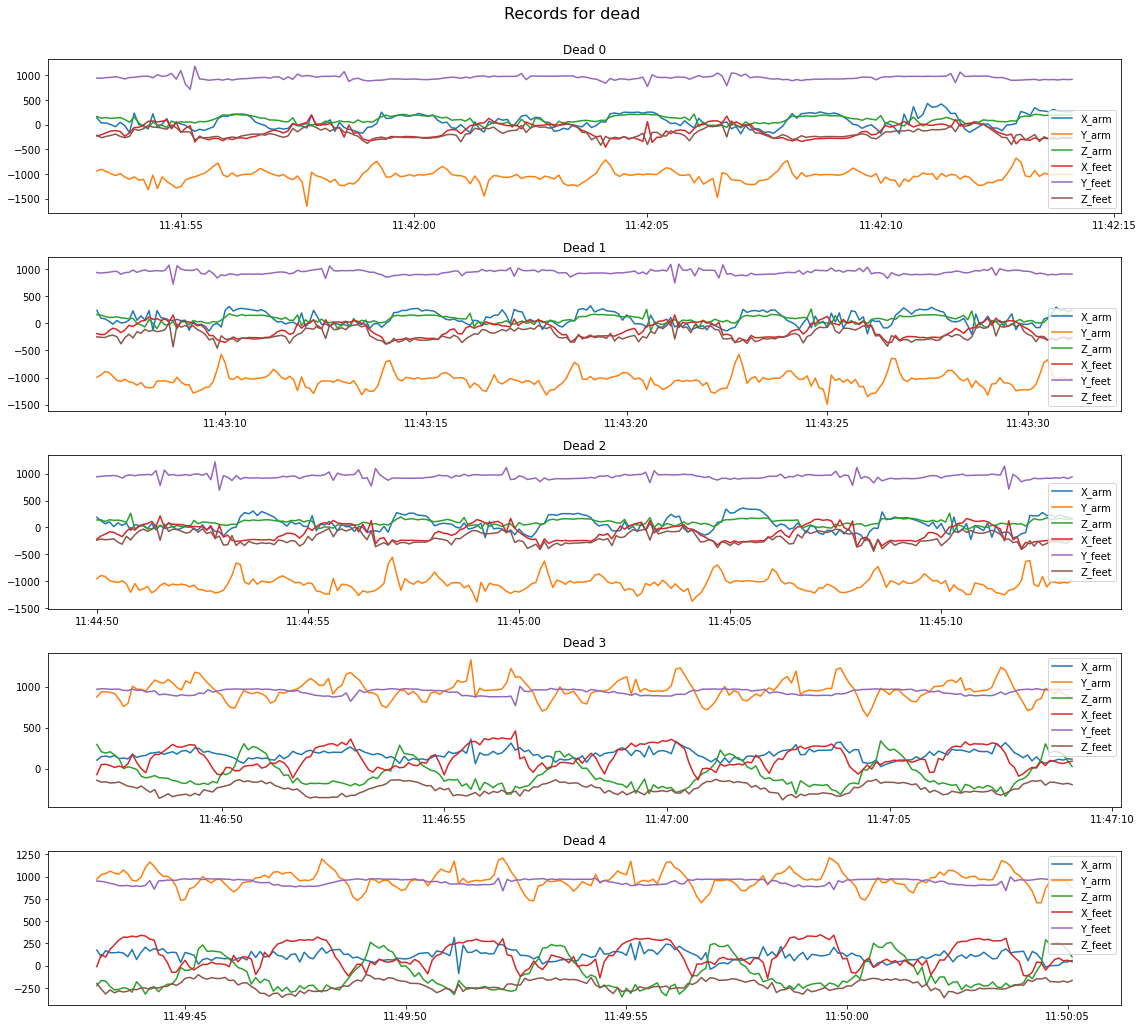 Records for dead
Dead 0
1000
500
0
−500
−1000
−1500
X_arm
Y_arm
Z_arm
X_feet
Y_feet
Z_feet
11:41:55 11:42:00 11:42:05 11:42:10 11:42:15
Dead 1
1000
500
0
−500
−1000
−1500
X_arm
Y_arm
Z_arm
X_feet
Y_feet
Z_feet
11:43:10 11:43:15 11:43:20 11:43:25 11:43:30
Dead 2
1000
500
0
−500
−1000
−1500
X_arm
Y_arm
Z_arm
X_feet
Y_feet
Z_feet
11:44:50 11:44:55 11:45:00 11:45:05 11:45:10
Dead 3
1000
500
0
X_arm
Y_arm
Z_arm
X_feet
Y_feet
Z_feet
11:46:50 11:46:55 11:47:00 11:47:05 11:47:10
Dead 4
1250
1000
750
500
250
0
−250
X_arm
Y_arm
Z_arm
X_feet
Y_feet
Z_feet
11:49:45 11:49:50 11:49:55 11:50:00 11:50:05